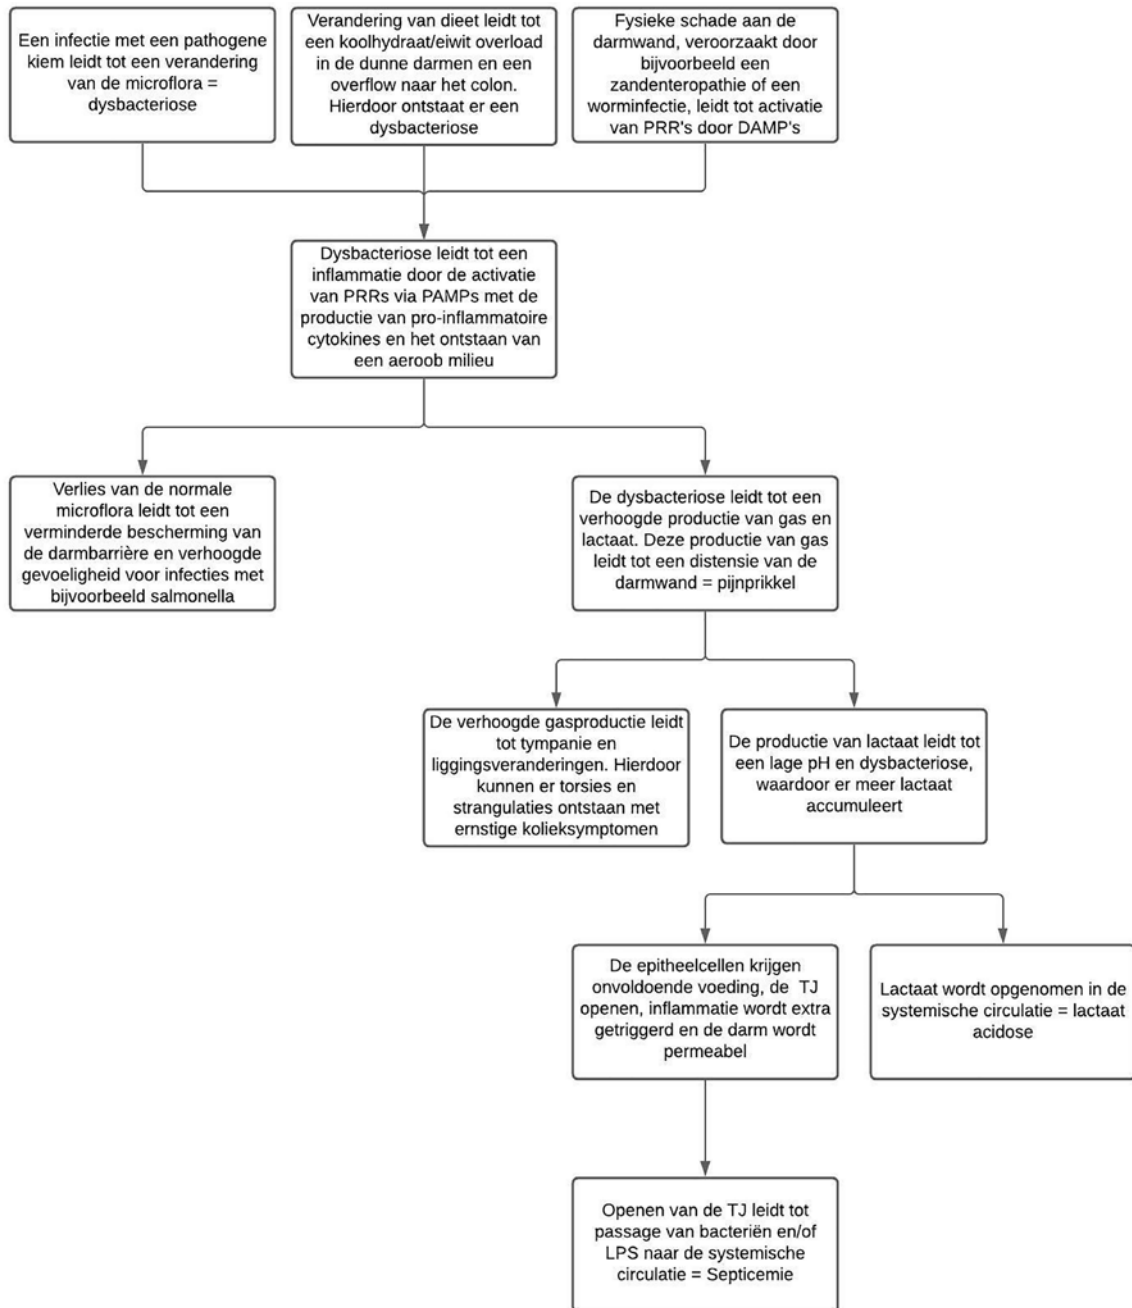 Een infectie met een pathogene
kiem leidt tot een verandering
van de microflora =
dysbacteriose
Verandering van dieet leidt tot
een koolhydraat/eiwit overload
in de dunne darmen en een
overflow naar het colon.
Hierdoor ontstaat er een
dysbacteriose
Fysieke schade aan de
darmwand, veroorzaakt door
bijvoorbeeld een
zandenteropathie of een
worminfectie, leidt tot activatie
van PRR's door DAMP's
Dysbacteriose leidt tot een
inflammatie door de activatie
van PRRs via PAMPs met de
productie van pro-inflammatoire
cytokines en het ontstaan van
een aeroob milieu
Verlies van de normale
microflora leidt tot een
verminderde bescherming van
de darmbarrière en verhoogde
gevoeligheid voor infecties met
bijvoorbeeld salmonella
De dysbacteriose leidt tot een
verhoogde productie van gas en
lactaat. Deze productie van gas
leidt tot een distensie van de
darmwand = pijnprikkel
De verhoogde gasproductie leidt
tot tympanie en
liggingsveranderingen. Hierdoor
kunnen er torsies en
strangulaties ontstaan met
ernstige kolieksymptomen
De productie van lactaat leidt tot
een lage pH en dysbacteriose,
waardoor er meer lactaat
accumuleert
De epitheelcellen krijgen
onvoldoende voeding, de TJ
openen, inflammatie wordt extra
getriggerd en de darm wordt
permeabel
Lactaat wordt opgenomen in de
systemische circulatie = lactaat
acidose
Openen van de TJ leidt tot
passage van bacteriën en/of
LPS naar de systemische
circulatie = Septicemie